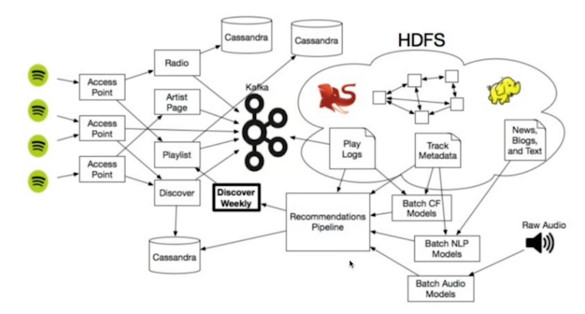 Cassandra
Cassandra
HDFS
Radio
Kafka
Access
Point
Artist
Page
Access
Point
Playlist
Access
Point
Discover
Discover
Weekly
Play
Logs
Track
Metadata
News,
Blogs,
and Text
Recommendations
Pipeline
Batch CF
Models
Batch NLP
Models
Batch Audio
Models
Raw Audio
Cassandra